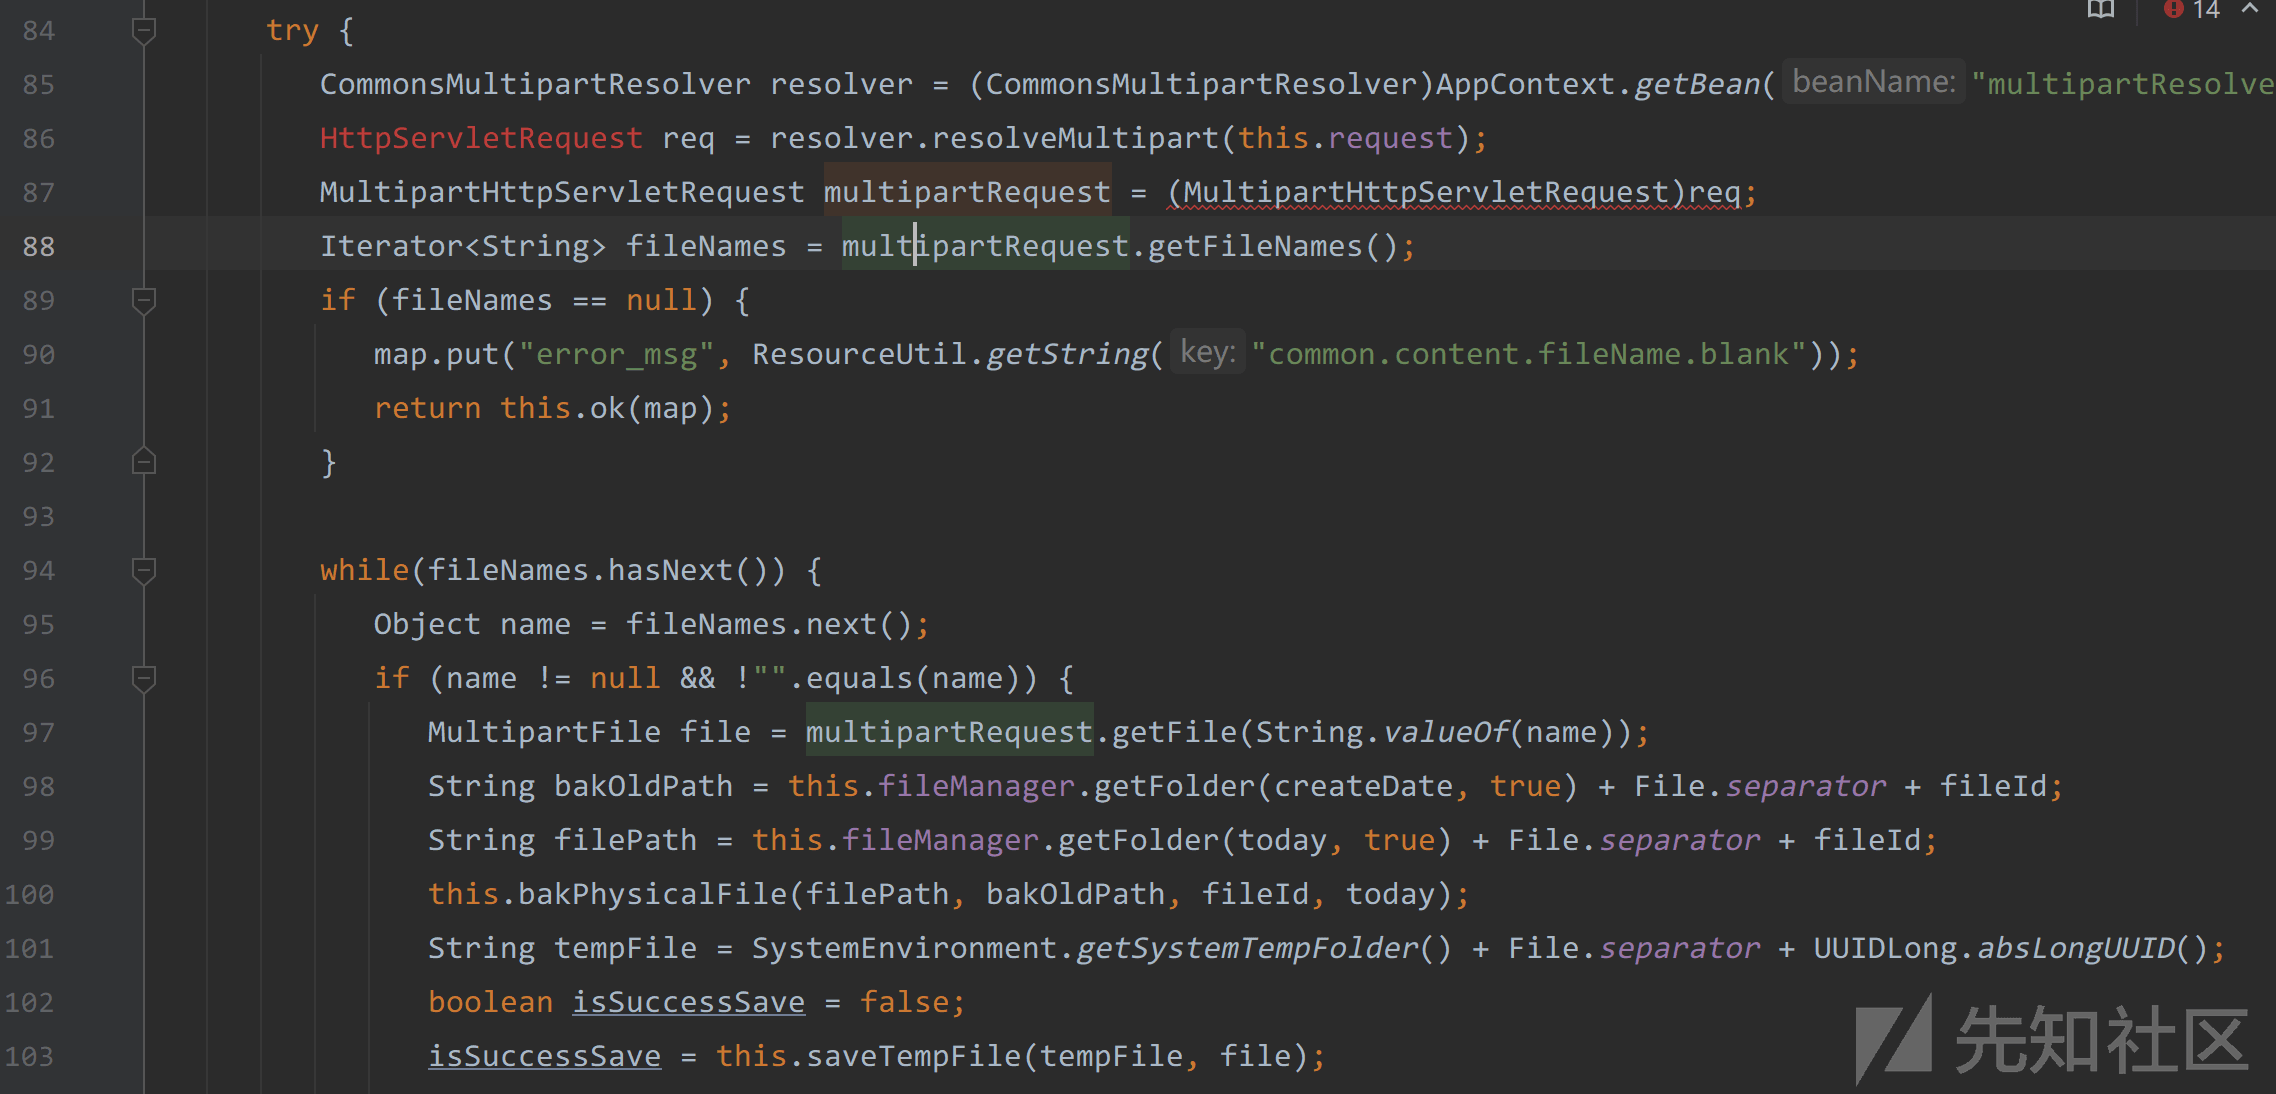 14
84 try {
85 CommonsMultipartResolver resolver = (CommonsMultipartResolver)AppContext.getBean( beanName: "multipartResolve
86 HttpServletRequest req = resolver.resolveMultipart(this.request);
87 MultipartHttpServletRequest multipartRequest = (MultipartHttpServletRequest)req;
88 Iterator<String> fileNames = multipartRequest.getFileNames();
89 if (fileNames == null) {
90 map.put("error_msg", ResourceUtil.getString( key: "common.content.fileName.blank"));
91 return this.ok(map);
92 }
93
94 while(fileNames.hasNext()) {
95 Object name = fileNames.next();
96 if (name != null && !"".equals(name)) {
97 MultipartFile file = multipartRequest.getFile(String.valueOf(name));
98 String bakOldPath = this.fileManager.getFolder(createDate, true) + File.separator + fileId;
99 String filePath = this.fileManager.getFolder(today, true) + File.separator + fileId;
100 this.bakPhysicalFile(filePath, bakOldPath, fileId, today);
101 String tempFile = SystemEnvironment.getSystemTempFolder() + File.separator + UUIDLong.absLongUUID();
102 boolean isSuccessSave = false;
103 isSuccessSave = this.saveTempFile(tempFile, file);
先知社区